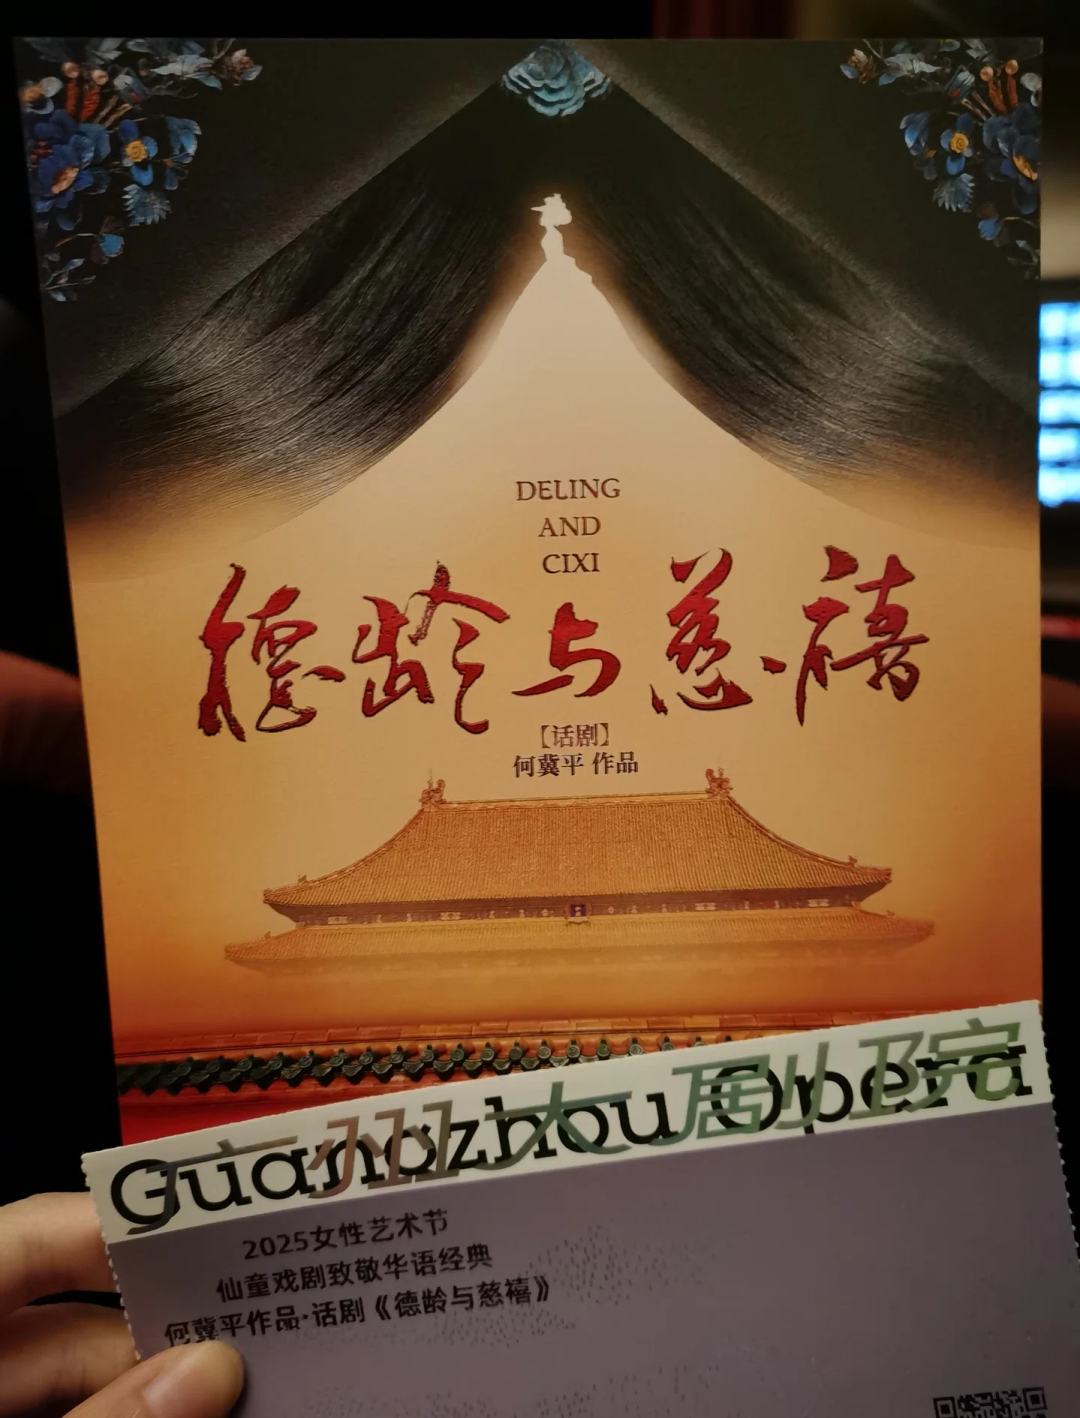 DELING
AND
CIXI
德龄与慈禧
【话剧】
何冀平 作品
广州大剧院
Guangzhou Opera
2025女性艺术节
仙童戏剧致敬华语经典
何冀平作品·话剧《德龄与慈禧》